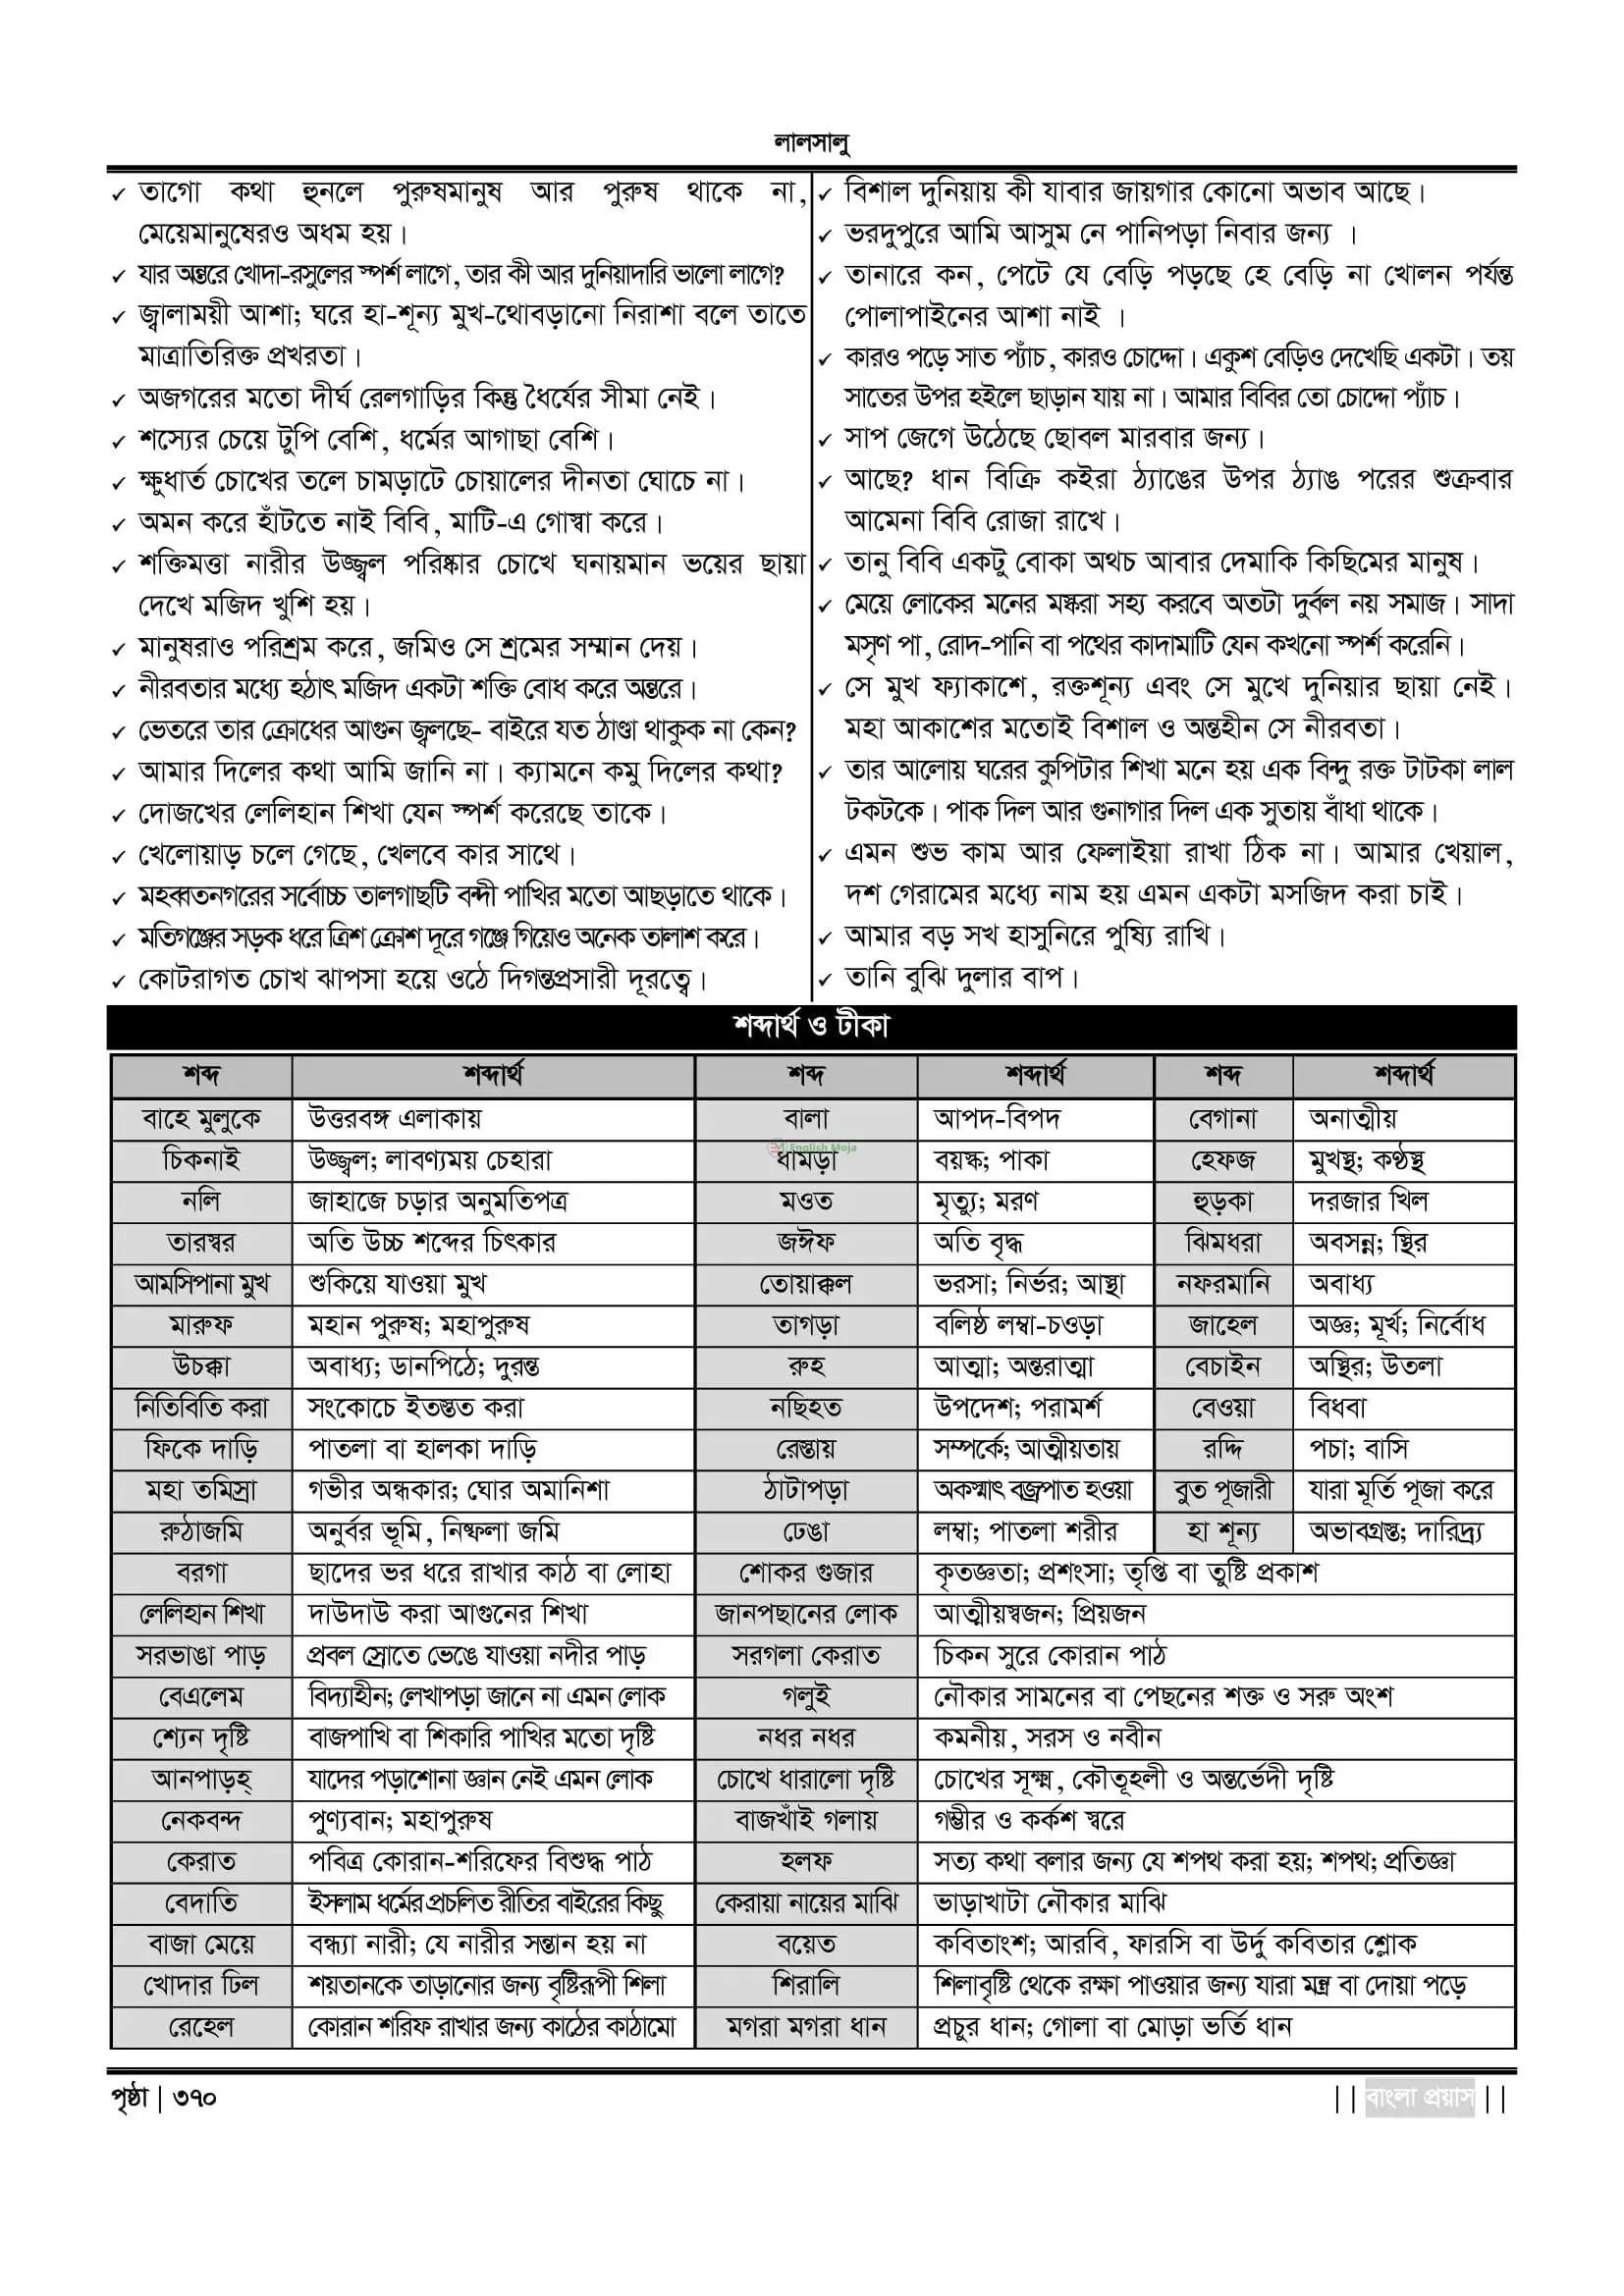 লালসালু
✓ তাগো কথা হুনলে পুরুষমানুষ আর পুরুষ থাকে না,
মেয়েমানুষেরও অধম হয়।
✓ যার অন্তরে খোদা-রসুলের স্পর্শ লাগে, তার কী আর দুনিয়াদারি ভালো লাগে?
✓ জ্বালাময়ী আশা; ঘরে হা-শূন্য মুখ-থোবড়ানো নিরাশা বলে তাতে
মাত্রাতিরিক্ত প্রখরতা।
✓ অজগরের মতো দীর্ঘ রেলগাড়ির কিন্তু ধৈর্যের সীমা নেই।
✓ শস্যের চেয়ে টুপি বেশি, ধর্মের আগাছা বেশি।
✓ ক্ষুধার্ত চোখের তলে চামড়াটে চোয়ালের দীনতা ঘোচে না।
✓ অমন করে হাঁটতে নাই বিবি, মাটি-এ গোস্বা করে।
✓ শক্তিমত্তা নারীর উজ্জ্বল পরিষ্কার চোখে ঘনায়মান ভয়ের ছায়া
দেখে মজিদ খুশি হয়।
✓ মানুষরাও পরিশ্রম করে, জমিও সে শ্রমের সম্মান দেয়।
✓ নীরবতার মধ্যে হঠাৎ মজিদ একটা শক্তি বোধ করে অন্তরে।
✓ ভেতরে তার ক্রোধের আগুন জ্বলছে- বাইরে যত ঠাণ্ডা থাকুক না কেন?
✓ আমার দিলের কথা আমি জানি না। ক্যামনে কমু দিলের কথা?
✓ দোজখের লেলিহান শিখা যেন স্পর্শ করেছে তাকে।
✓ খেলোয়াড় চলে গেছে, খেলবে কার সাথে।
✓ মহব্বতনগরের সর্বোচ্চ তালগাছটি বন্দী পাখির মতো আছড়াতে থাকে।
✓ মতিগঞ্জের সড়ক ধরে ত্রিশ ক্রোশ দূরে গঞ্জে গিয়েও অনেক তালাশ করে।
✓ কোটরাগত চোখ ঝাপসা হয়ে ওঠে দিগন্তপ্রসারী দূরত্বে।
✓ বিশাল দুনিয়ায় কী যাবার জায়গার কোনো অভাব আছে।
✓ ভরদুপুরে আমি আসুম নে পানিপড়া নিবার জন্য ।
✓ তানারে কন, পেটে যে বেড়ি পড়ছে হে বেড়ি না খোলন পর্যন্ত
পোলাপাইনের আশা নাই ।
✓ কারও পড়ে সাত প্যাঁচ, কারও চোদ্দো। একুশ বেড়িও দেখেছি একটা। তয়
সাতের উপর হইলে ছাড়ান যায় না। আমার বিবির তো চোদ্দো প্যাঁচ।
✓ সাপ জেগে উঠেছে ছোবল মারবার জন্য।
✓ আছে? ধান বিক্রি কইরা ঠ্যাঙের উপর ঠ্যাঙ পরের শুক্রবার
আমেনা বিবি রোজা রাখে।
✓ তানু বিবি একটু বোকা অথচ আবার দেমাকি কিছিমের মানুষ।
✓ মেয়ে লোকের মনের মস্করা সহ্য করবে অতটা দুর্বল নয় সমাজ। সাদা
মসৃণ পা, রোদ-পানি বা পথের কাদামাটি যেন কখনো স্পর্শ করেনি।
✓ সে মুখ ফ্যাকাশে, রক্তশূন্য এবং সে মুখে দুনিয়ার ছায়া নেই।
মহা আকাশের মতোই বিশাল ও অন্তহীন সে নীরবতা।
✓ তার আলোয় ঘরের কুপিটার শিখা মনে হয় এক বিন্দু রক্ত টাটকা লাল
টকটকে। পাক দিল আর গুনাগার দিল এক সুতায় বাঁধা থাকে।
✓ এমন শুভ কাম আর ফেলাইয়া রাখা ঠিক না। আমার খেয়াল,
দশ গেরামের মধ্যে নাম হয় এমন একটা মসজিদ করা চাই।
✓ আমার বড় সখ হাসুনিরে পুষ্যি রাখি।
✓ তানি বুঝি দুলার বাপ।
শব্দার্থ ও টীকা
শব্দ শব্দার্থ শব্দ শব্দার্থ শব্দ শব্দার্থ
বাহে মুলুকে উত্তরবঙ্গ এলাকায় বালা আপদ-বিপদ বেগানা অনাত্মীয়
চিকনাই উজ্জ্বল; লাবণ্যময় চেহারা ধামড়া বয়স্ক; পাকা হেফজ মুখস্থ; কণ্ঠস্থ
English Moja
নলি জাহাজে চড়ার অনুমতিপত্র মওত মৃত্যু; মরণ হুড়কা দরজার খিল
তারস্বর অতি উচ্চ শব্দের চিৎকার জঈফ অতি বৃদ্ধ ঝিমধরা অবসন্ন; স্থির
আমসিপানা মুখ শুকিয়ে যাওয়া মুখ তোয়াক্কল ভরসা; নির্ভর; আস্থা নফরমানি অবাধ্য
মারুফ মহান পুরুষ; মহাপুরুষ তাগড়া বলিষ্ঠ লম্বা-চওড়া জাহেল অজ্ঞ; মূর্খ; নির্বোধ
উচক্কা অবাধ্য; ডানপিঠে; দুরন্ত রুহ আত্মা; অন্তরাত্মা বেচাইন অস্থির; উতলা
নিতিবিতি করা সংকোচে ইতস্তত করা নছিহত উপদেশ; পরামর্শ বেওয়া বিধবা
ফিকে দাড়ি পাতলা বা হালকা দাড়ি রেস্তায় সম্পর্কে; আত্মীয়তায় রদ্দি পচা; বাসি
মহা তমিস্রা গভীর অন্ধকার; ঘোর অমানিশা ঠাটাপড়া অকস্মাৎ বজ্রপাত হওয়া বুত পূজারী যারা মূর্তি পূজা করে
রুঠাজমি অনুর্বর ভূমি, নিষ্ফলা জমি ঢেঙা লম্বা; পাতলা শরীর হা শূন্য অভাবগ্রস্ত; দারিদ্র্য
বরগা ছাদের ভর ধরে রাখার কাঠ বা লোহা শোকর গুজার কৃতজ্ঞতা; প্রশংসা; তৃপ্তি বা তুষ্টি প্রকাশ
লেলিহান শিখা দাউদাউ করা আগুনের শিখা জানপছানের লোক আত্মীয়স্বজন; প্রিয়জন
সরভাঙা পাড় প্রবল স্রোতে ভেঙে যাওয়া নদীর পাড় সরগলা কেরাত চিকন সুরে কোরান পাঠ
বেএলেম বিদ্যাহীন; লেখাপড়া জানে না এমন লোক গলুই নৌকার সামনের বা পেছনের শক্ত ও সরু অংশ
শ্যেন দৃষ্টি বাজপাখি বা শিকারি পাখির মতো দৃষ্টি নধর নধর কমনীয়, সরস ও নবীন
আনপাড়হ্ যাদের পড়াশোনা জ্ঞান নেই এমন লোক চোখে ধারালো দৃষ্টি চোখের সূক্ষ্ম, কৌতূহলী ও অন্তর্ভেদী দৃষ্টি
নেকবন্দ পুণ্যবান; মহাপুরুষ বাজখাঁই গলায় গম্ভীর ও কর্কশ স্বরে
কেরাত পবিত্র কোরান-শরিফের বিশুদ্ধ পাঠ হলফ সত্য কথা বলার জন্য যে শপথ করা হয়; শপথ; প্রতিজ্ঞা
বেদাতি ইসলাম ধর্মের প্রচলিত রীতির বাইরের কিছু কেরায়া নায়ের মাঝি ভাড়াখাটা নৌকার মাঝি
বাজা মেয়ে বন্ধ্যা নারী; যে নারীর সন্তান হয় না বয়েত কবিতাংশ; আরবি, ফারসি বা উর্দু কবিতার শ্লোক
খোদার ঢিল শয়তানকে তাড়ানোর জন্য বৃষ্টিরূপী শিলা শিরালি শিলাবৃষ্টি থেকে রক্ষা পাওয়ার জন্য যারা মন্ত্র বা দোয়া পড়ে
রেহেল কোরান শরিফ রাখার জন্য কাঠের কাঠামো মগরা মগরা ধান প্রচুর ধান; গোলা বা মোড়া ভর্তি ধান
পৃষ্ঠা | ৩৭০
|| বাংলা প্রয়াস ||